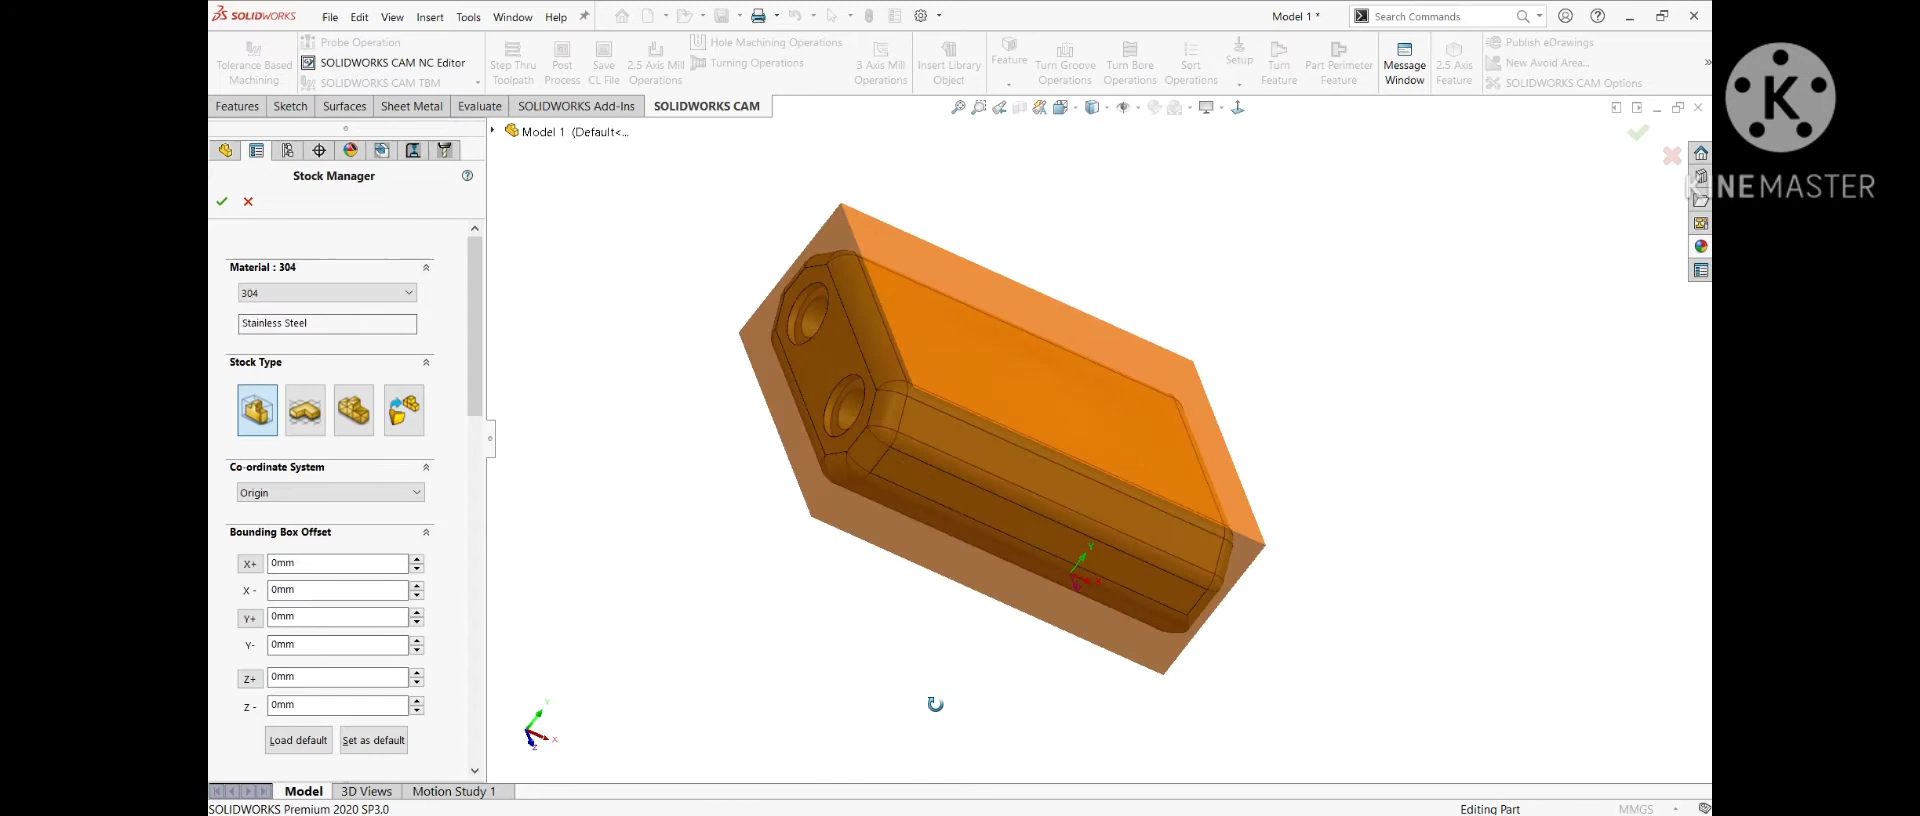 SOLIDWORKS File Edit View Insert Tools Window Help Model 1 * Search Commands
Tolerance Based Machining
Probe Operation
SOLIDWORKS CAM NC Editor
SOLIDWORKS CAM TBM
Step Thru Toolpath
Post Process
Save CL File
2.5 Axis Mill Operations
Hole Machining Operations
Turning Operations
3 Axis Mill Operations
Insert Library Object
Feature
Turn Groove Operations
Turn Bore Operations
Sort Operations
Setup
Turn Feature
Part Perimeter Feature
Message Window
2.5 Axis Feature
Publish eDrawings
New Avoid Area...
SOLIDWORKS CAM Options
Features Sketch Surfaces Sheet Metal Evaluate SOLIDWORKS Add-Ins SOLIDWORKS CAM
Model 1 (Default<...
Stock Manager
Material : 304
304
Stainless Steel
Stock Type
Co-ordinate System
Origin
Bounding Box Offset
X+ 0mm
X - 0mm
Y+ 0mm
Y- 0mm
Z+ 0mm
Z - 0mm
Load default Set as default
Y
X
Y
X
Z
Model 3D Views Motion Study 1
SOLIDWORKS Premium 2020 SP3.0
Editing Part
MMGS
K
KINEMASTER